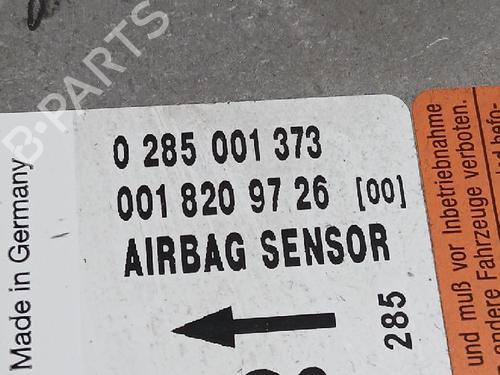 B-PARTS
Made in Germany
0 285 001 373
001 820 97 26 [00]
AIRBAG SENSOR
285
und muß vor Inbetriebnahme
andere Fahrzeuge verboten.